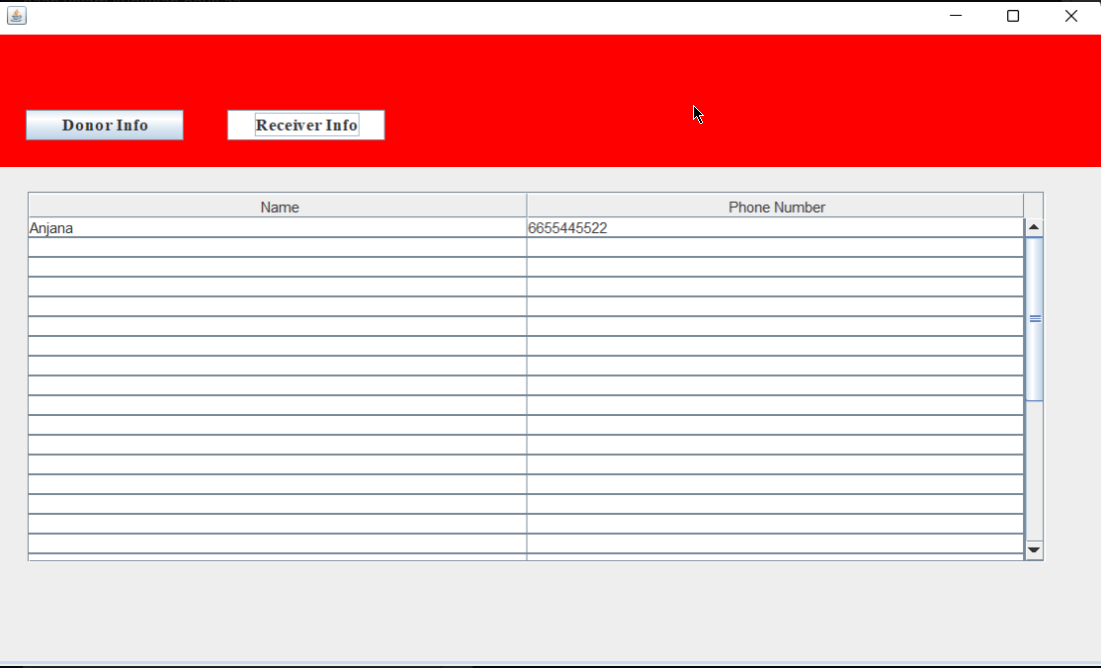 Donor Info Receiver Info
Name Phone Number
Anjana 6655445522